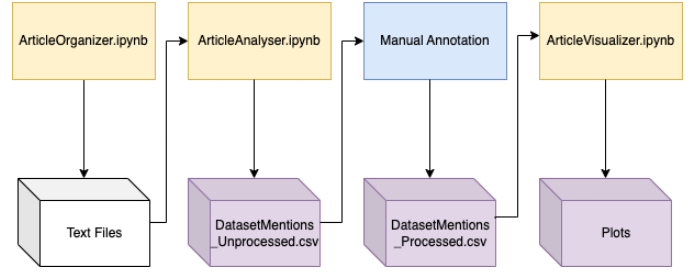 ArticleOrganizer.ipynb
ArticleAnalyser.ipynb
Manual Annotation
ArticleVisualizer.ipynb
Text Files
DatasetMentions
_Unprocessed.csv
DatasetMentions
_Processed.csv
Plots